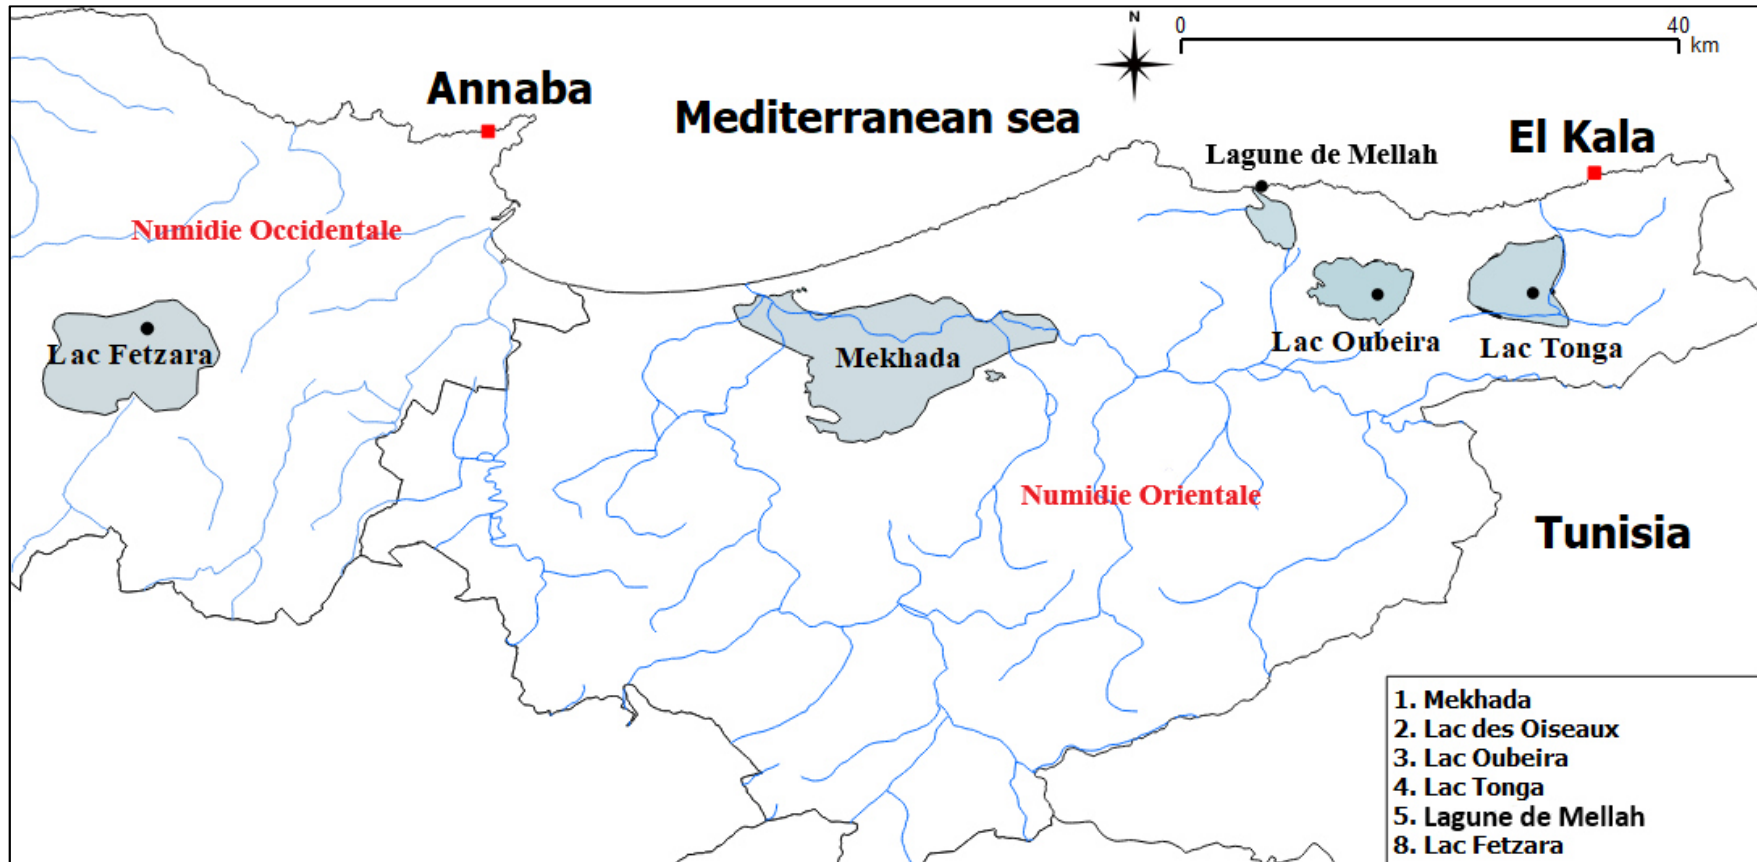 N
0 40
km
Annaba
Mediterranean sea
El Kala
Lagune de Mellah
Numidie Occidentale
Lac Fetzara
Mekhada
Lac Oubeira
Lac Tonga
Numidie Orientale
Tunisia
1. Mekhada
2. Lac des Oiseaux
3. Lac Oubeira
4. Lac Tonga
5. Lagune de Mellah
8. Lac Fetzara